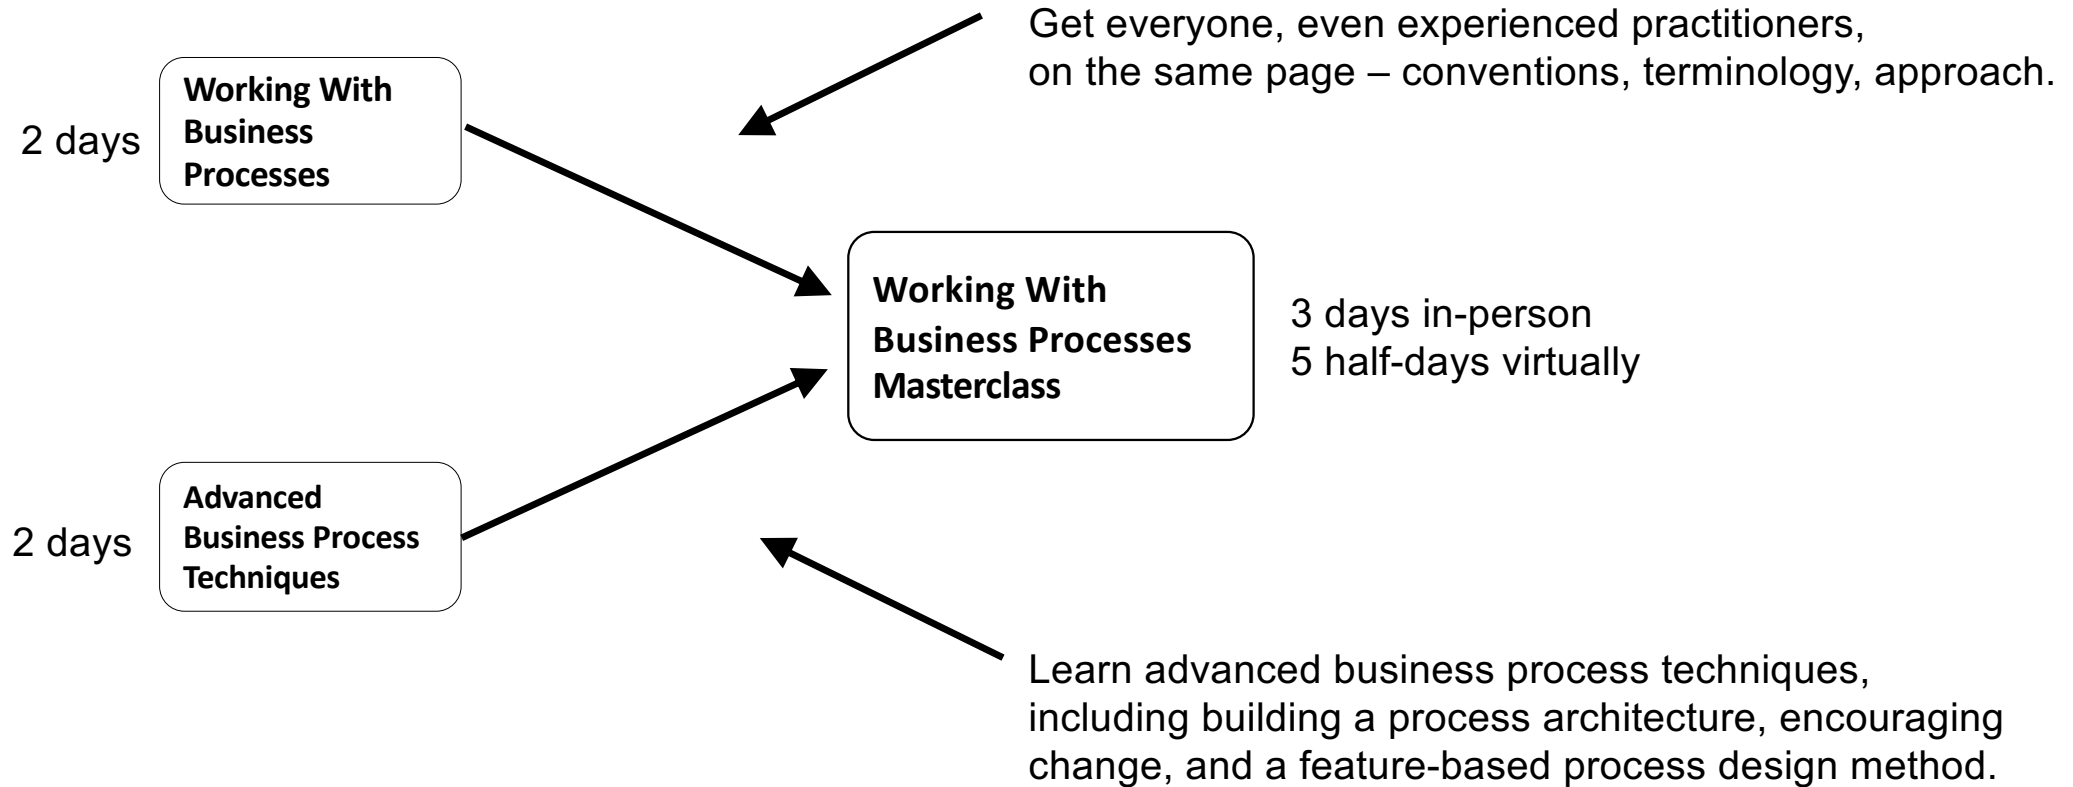 Get everyone, even experienced practitioners,
on the same page – conventions, terminology, approach.
2 days
Working With
Business
Processes
Working With
Business Processes
Masterclass
3 days in-person
5 half-days virtually
2 days
Advanced
Business Process
Techniques
Learn advanced business process techniques,
including building a process architecture, encouraging
change, and a feature-based process design method.